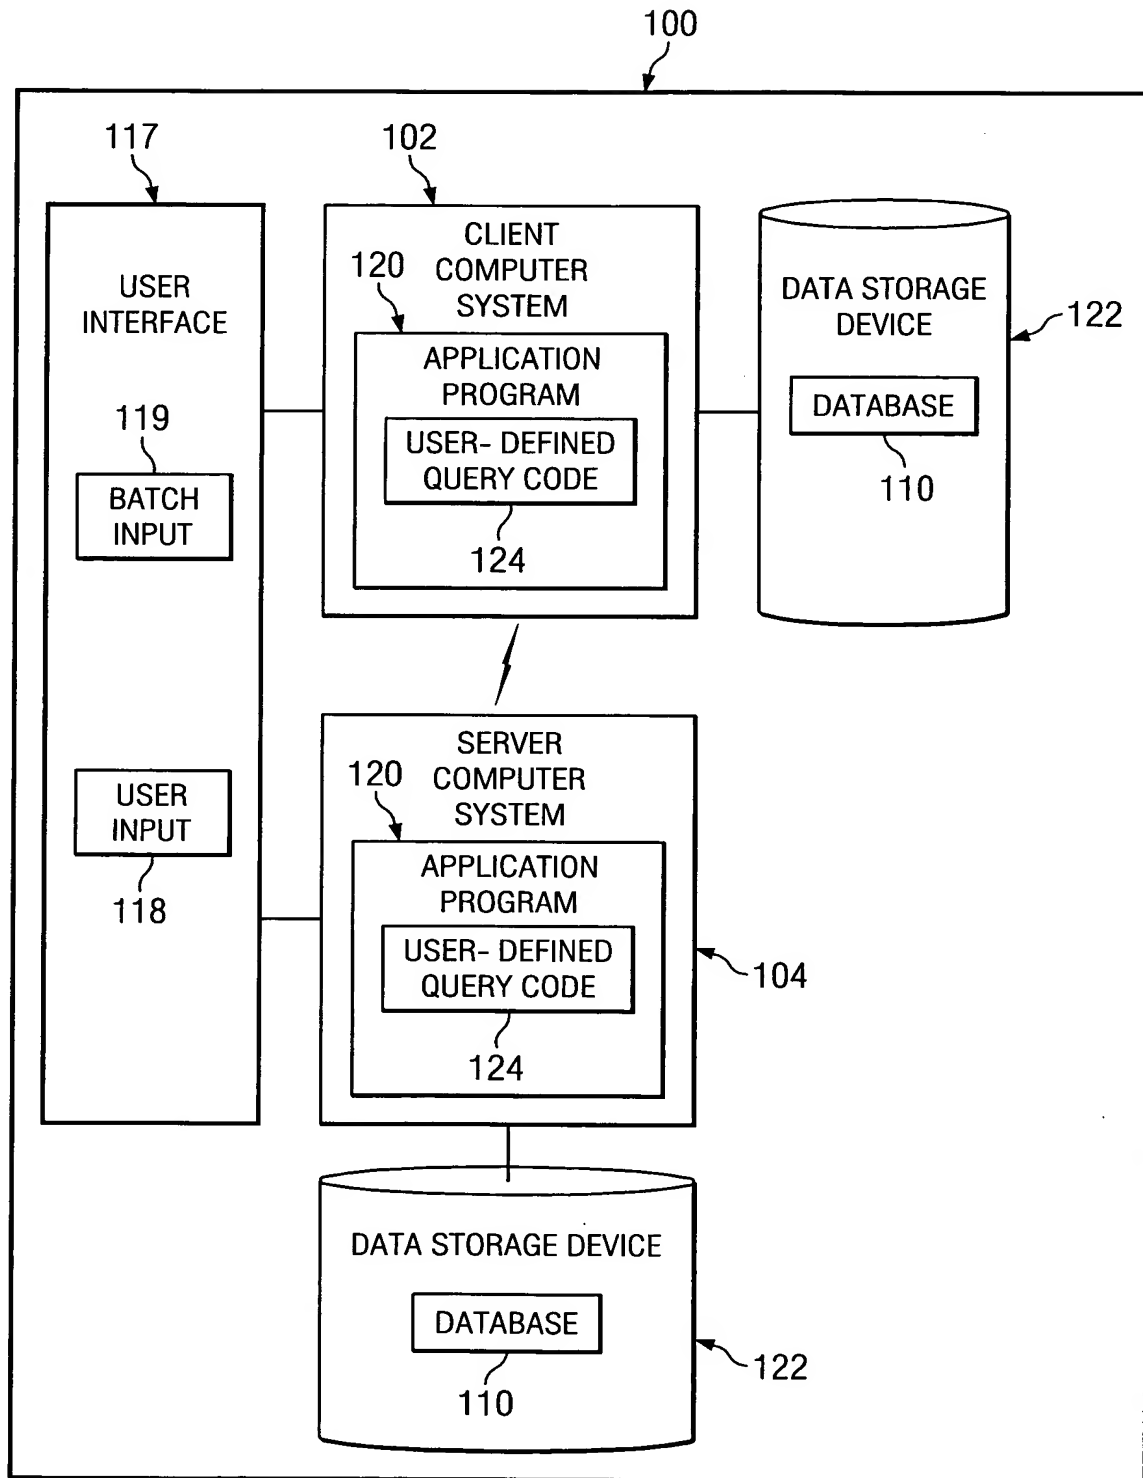 100
117
102
USER
INTERFACE
119
BATCH
INPUT
USER
INPUT
118
CLIENT
COMPUTER
SYSTEM
120
APPLICATION
PROGRAM
USER- DEFINED
QUERY CODE
124
DATA STORAGE
DEVICE
122
DATABASE
110
SERVER
COMPUTER
SYSTEM
120
APPLICATION
PROGRAM
USER- DEFINED
QUERY CODE
124
104
DATA STORAGE DEVICE
DATABASE
110
122